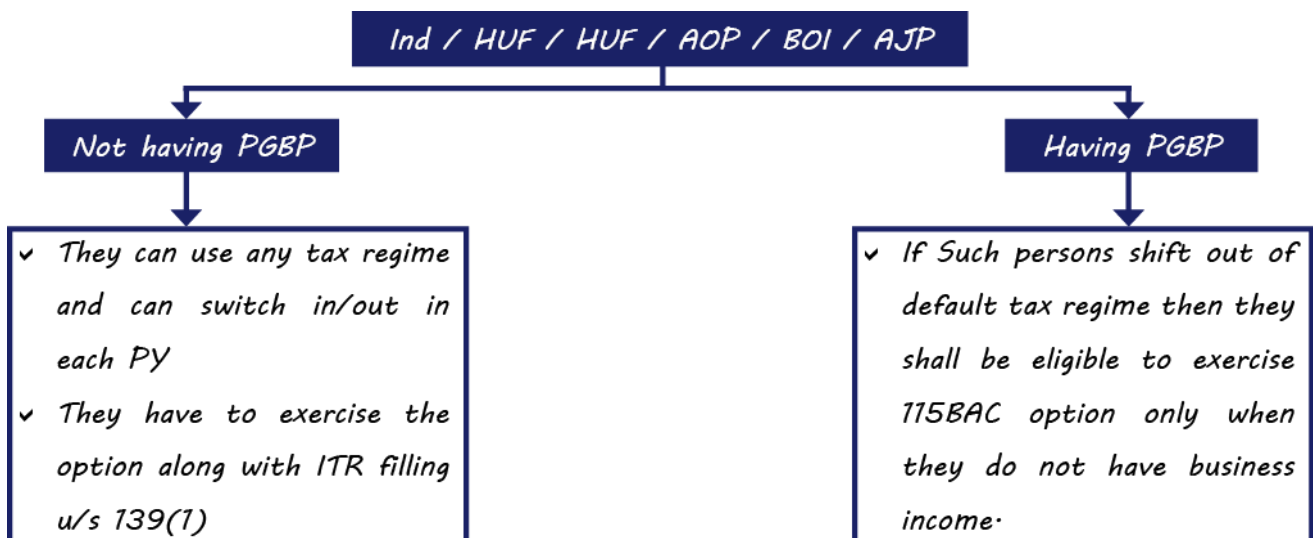 Ind / HUF / HUF / AOP / BOI / AJP
Not having PGBP
Having PGBP
✓ They can use any tax regime
and can switch in/out in
each PY
✓ They have to exercise the
option along with ITR filling
u/s 139(1)
✓ If Such persons shift out of
default tax regime then they
shall be eligible to exercise
115BAC option only when
they do not have business
income.